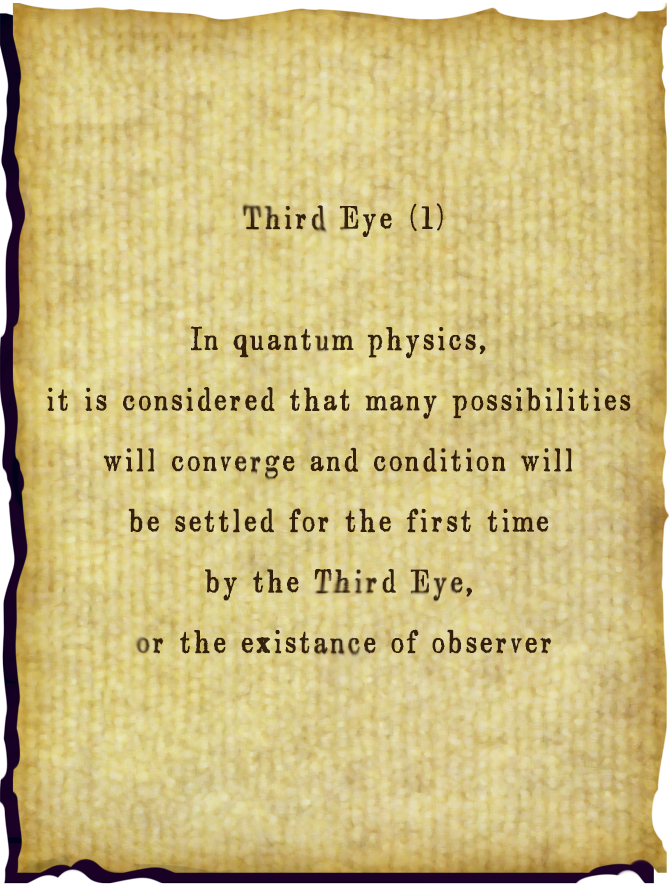 Third Eye (1)
In quantum physics,
it is considered that many possibilities
will converge and condition will
be settled for the first time
by the Third Eye,
or the existance of observer